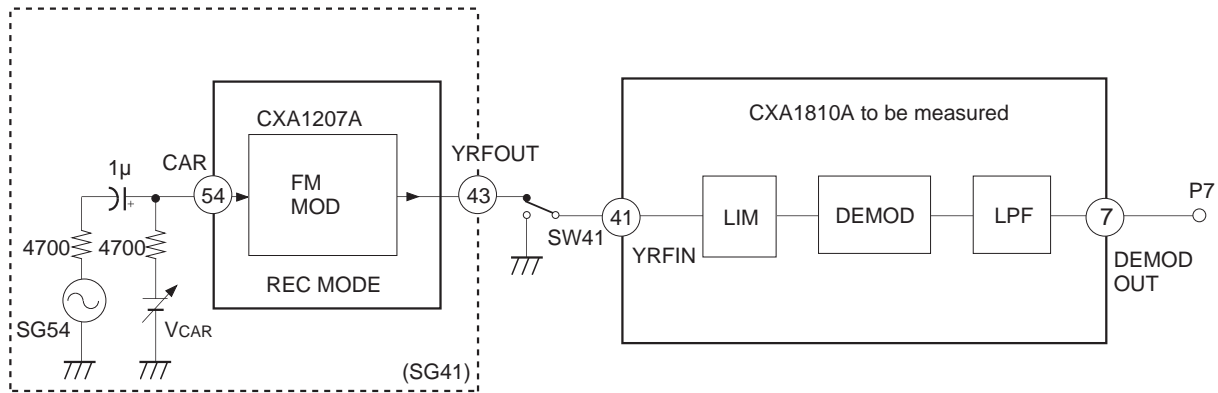 CXA1207A
CXA1810A to be measured
1µ
+
CAR
54
FM
MOD
YRFOUT
43
SW41
41
YRFIN
LIM
DEMOD
LPF
7
P7
DEMOD
OUT
4700
4700
REC MODE
SG54
VCAR
(SG41)